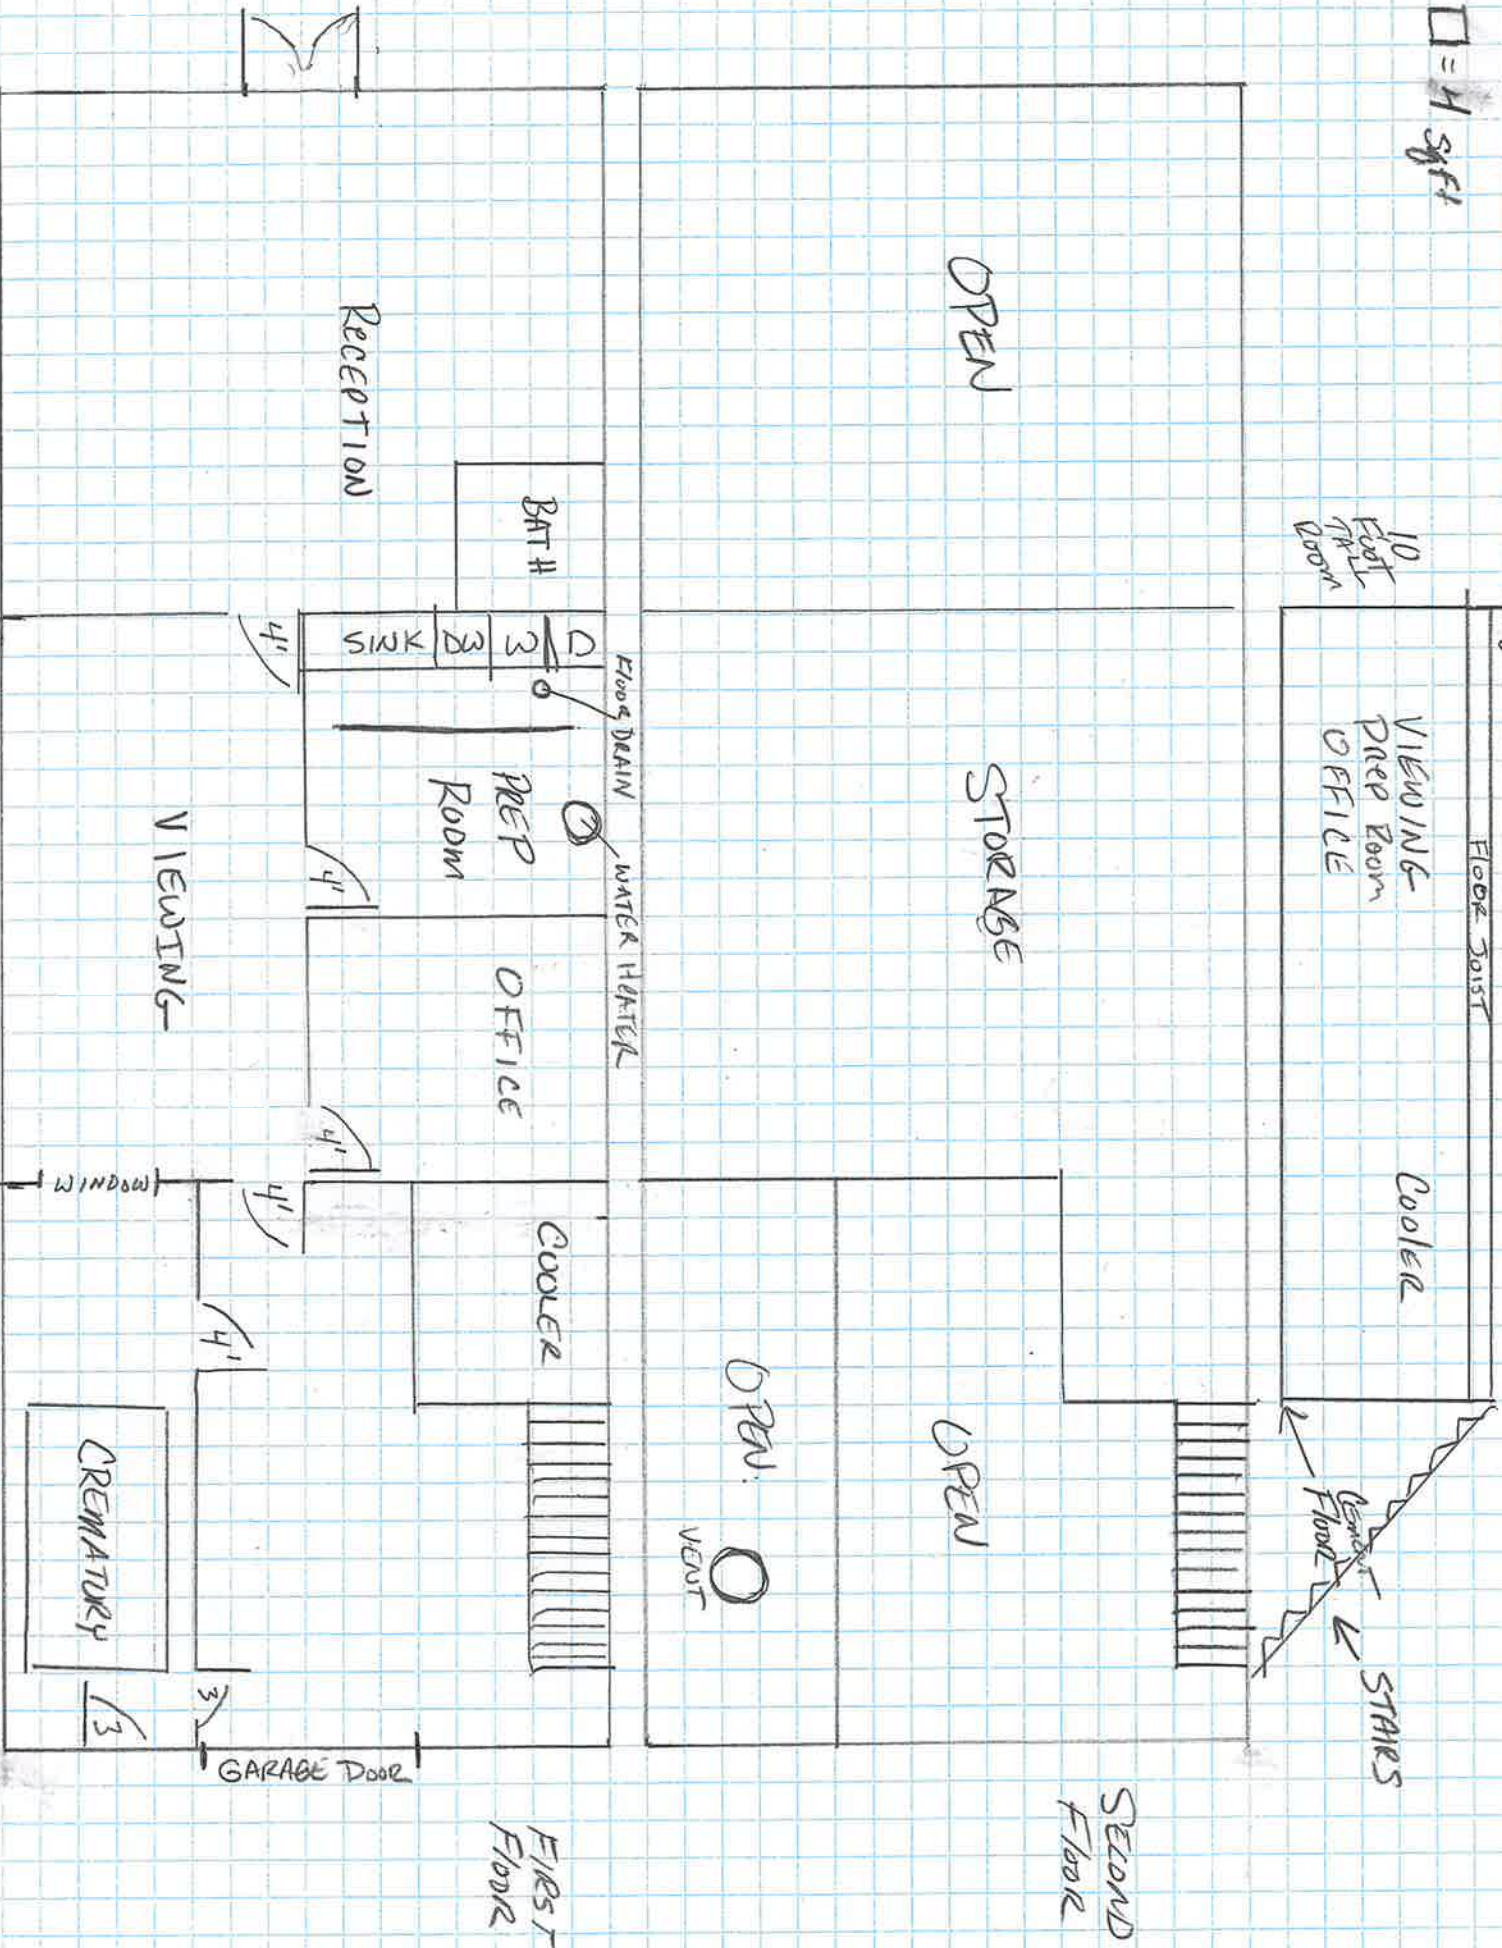 □ = 4 SqFt
10
Foot
TALL
Room
VIEWING
Prep Room
OFFICE
FLOOR JOIST
COOLER
CEMENT
FLOOR
STAIRS
OPEN
STORAGE
OPEN
OPEN
VENT
SECOND
FLOOR
RECEPTION
BATH
SINK
DW
W
D
FLOOR DRAIN
WATER HEATER
PREP
ROOM
OFFICE
COOLER
4'
4'
4'
4'
4'
VIEWING
WINDOW
CREMATORY
3
3
GARAGE DOOR
FIRST
FLOOR